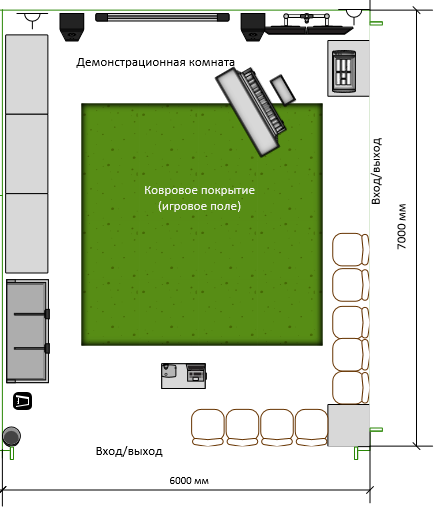 Демонстрационная комната
Ковровое покрытие
(игровое поле)
Вход/выход
7000 мм
Вход/выход
6000 мм